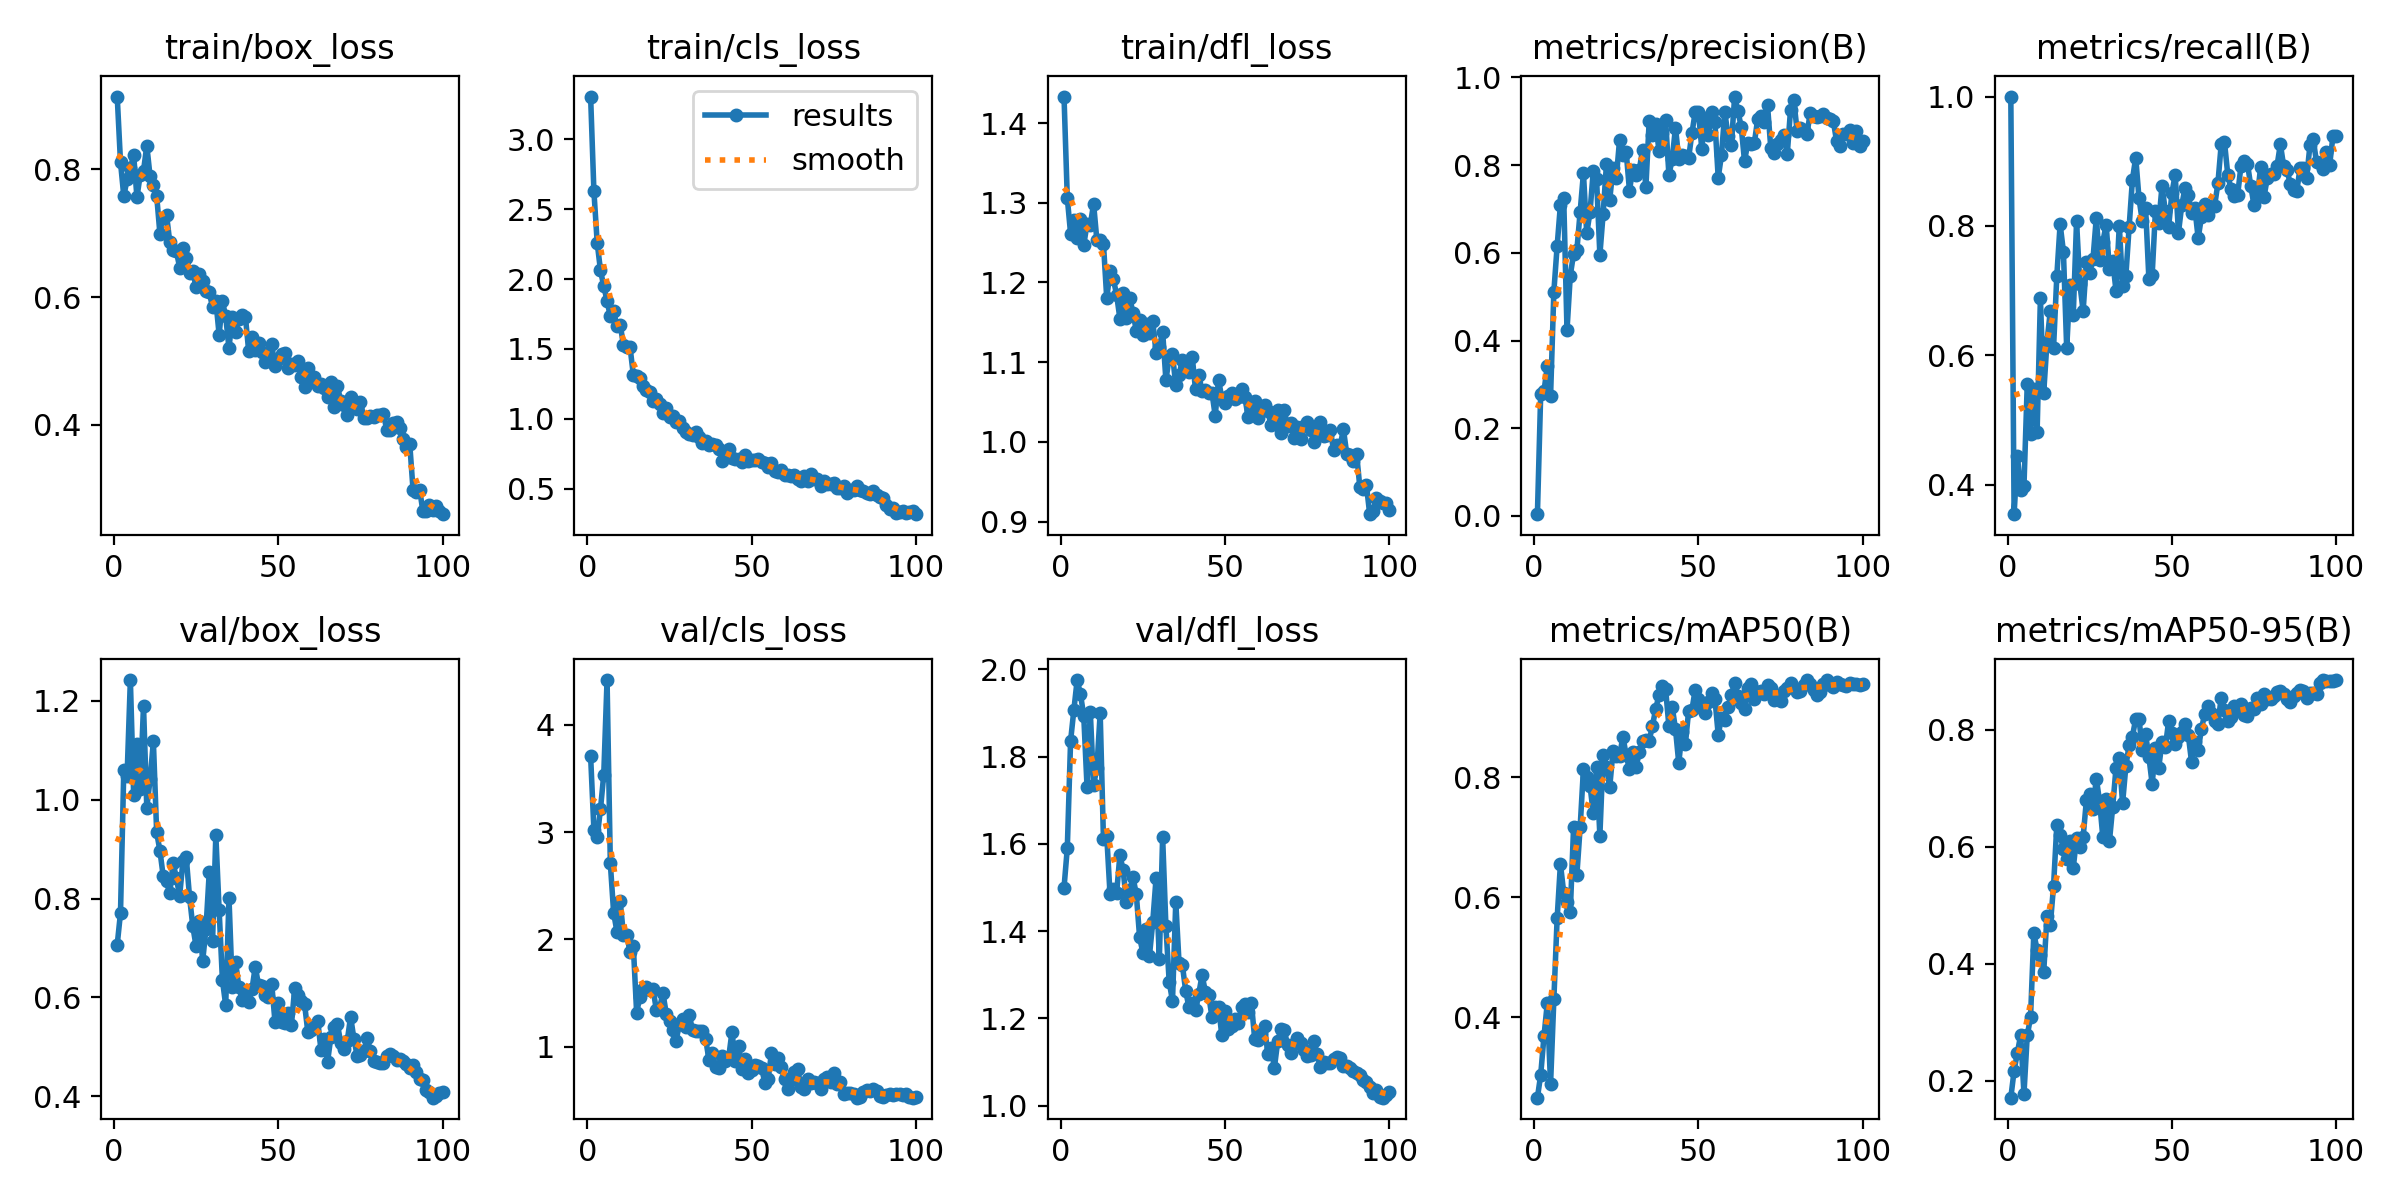 train/box_loss
0.8
0.6
0.4
0 50 100
train/cls_loss
results
smooth
3.0
2.5
2.0
1.5
1.0
0.5
0 50 100
train/dfl_loss
1.4
1.3
1.2
1.1
1.0
0.9
0 50 100
metrics/precision(B)
1.0
0.8
0.6
0.4
0.2
0.0
0 50 100
metrics/recall(B)
1.0
0.8
0.6
0.4
0 50 100
val/box_loss
1.2
1.0
0.8
0.6
0.4
0 50 100
val/cls_loss
4
3
2
1
0 50 100
val/dfl_loss
2.0
1.8
1.6
1.4
1.2
1.0
0 50 100
metrics/mAP50(B)
0.8
0.6
0.4
0 50 100
metrics/mAP50-95(B)
0.8
0.6
0.4
0.2
0 50 100